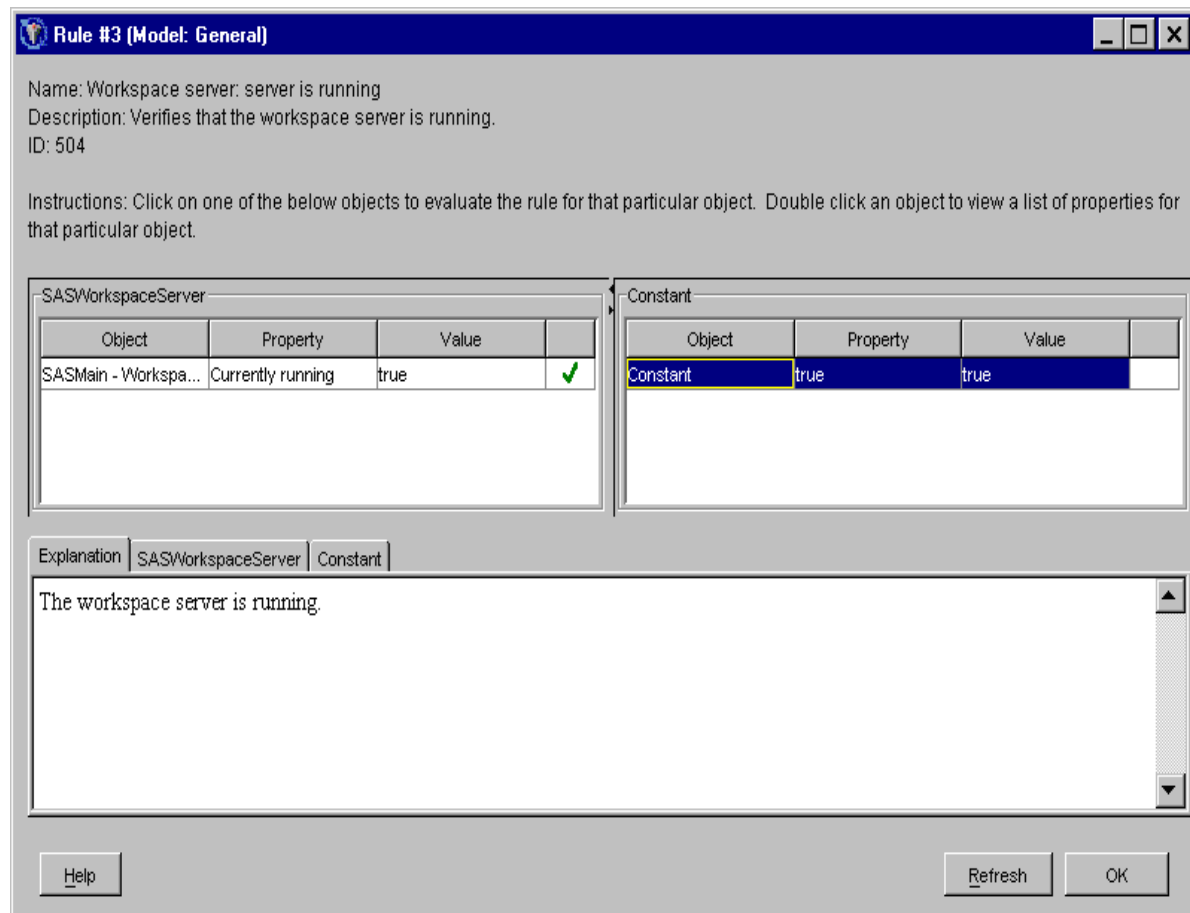 Rule #3 (Model: General)
Name: Workspace server: server is running
Description: Verifies that the workspace server is running.
ID: 504
Instructions: Click on one of the below objects to evaluate the rule for that particular object. Double click an object to view a list of properties for
that particular object.
SASWorkspaceServer
Object Property Value
SASMain - Workspa... Currently running true
Constant
Object Property Value
Constant true true
Explanation SASWorkspaceServer Constant
The workspace server is running.
Help Refresh OK